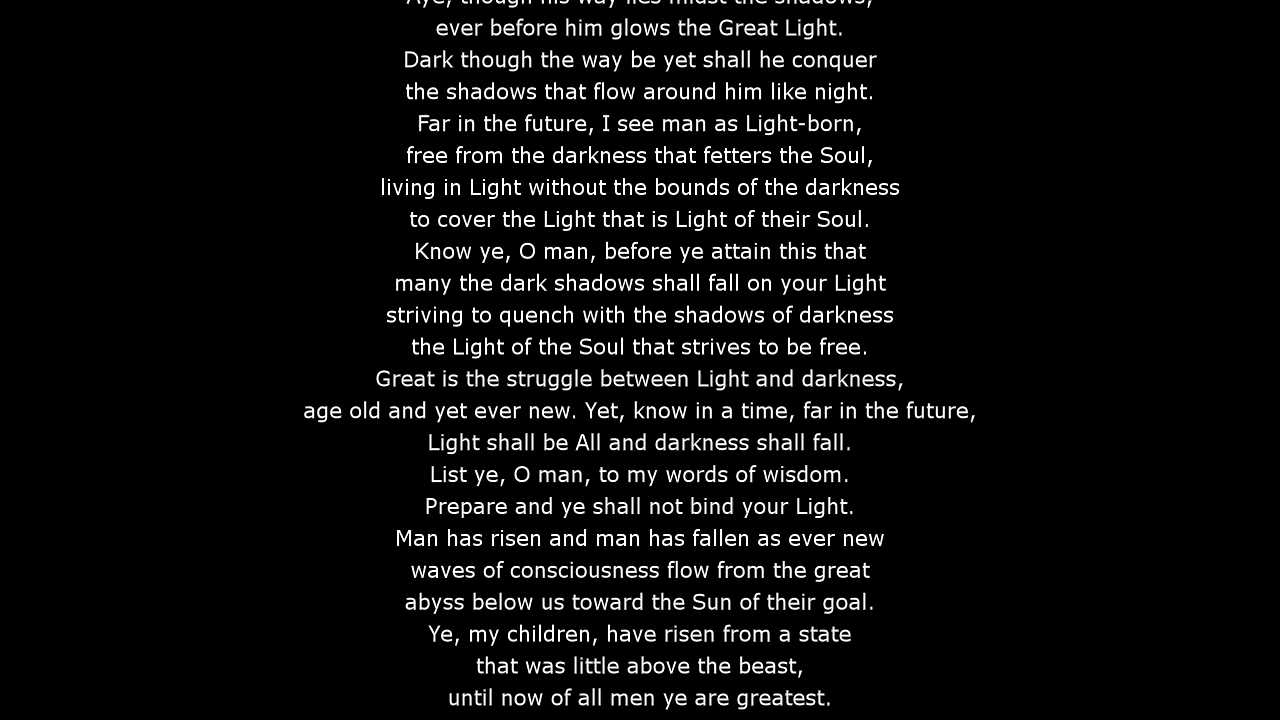 Aye, though his way lies midst the shadows,
ever before him glows the Great Light.
Dark though the way be yet shall he conquer
the shadows that flow around him like night.
Far in the future, I see man as Light-born,
free from the darkness that fetters the Soul,
living in Light without the bounds of the darkness
to cover the Light that is Light of their Soul.
Know ye, O man, before ye attain this that
many the dark shadows shall fall on your Light
striving to quench with the shadows of darkness
the Light of the Soul that strives to be free.
Great is the struggle between Light and darkness,
age old and yet ever new. Yet, know in a time, far in the future,
Light shall be All and darkness shall fall.
List ye, O man, to my words of wisdom.
Prepare and ye shall not bind your Light.
Man has risen and man has fallen as ever new
waves of consciousness flow from the great
abyss below us toward the Sun of their goal.
Ye, my children, have risen from a state
that was little above the beast,
until now of all men ye are greatest.